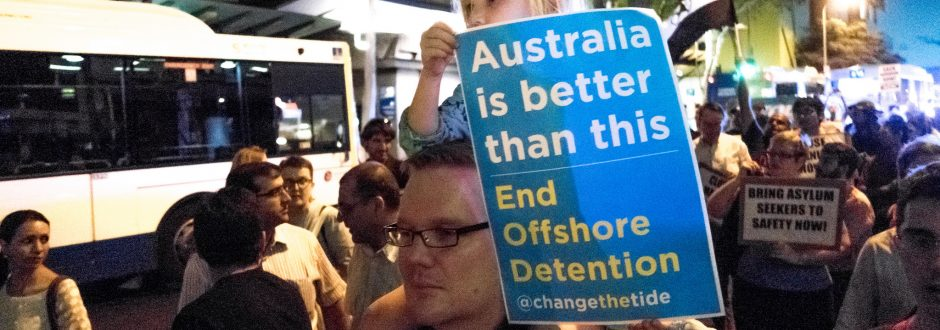 Australia
is better
than this
End
Offshore
Detention
@changethetide
BRING ASYLUM
SEEKERS TO
SAFETY NOW!